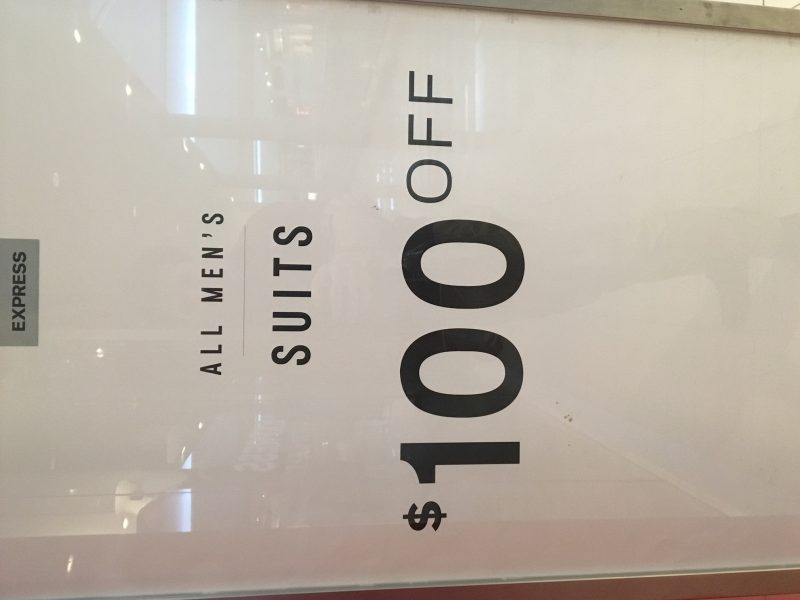 EXPRESS
ALL MEN'S
SUITS
$100 OFF